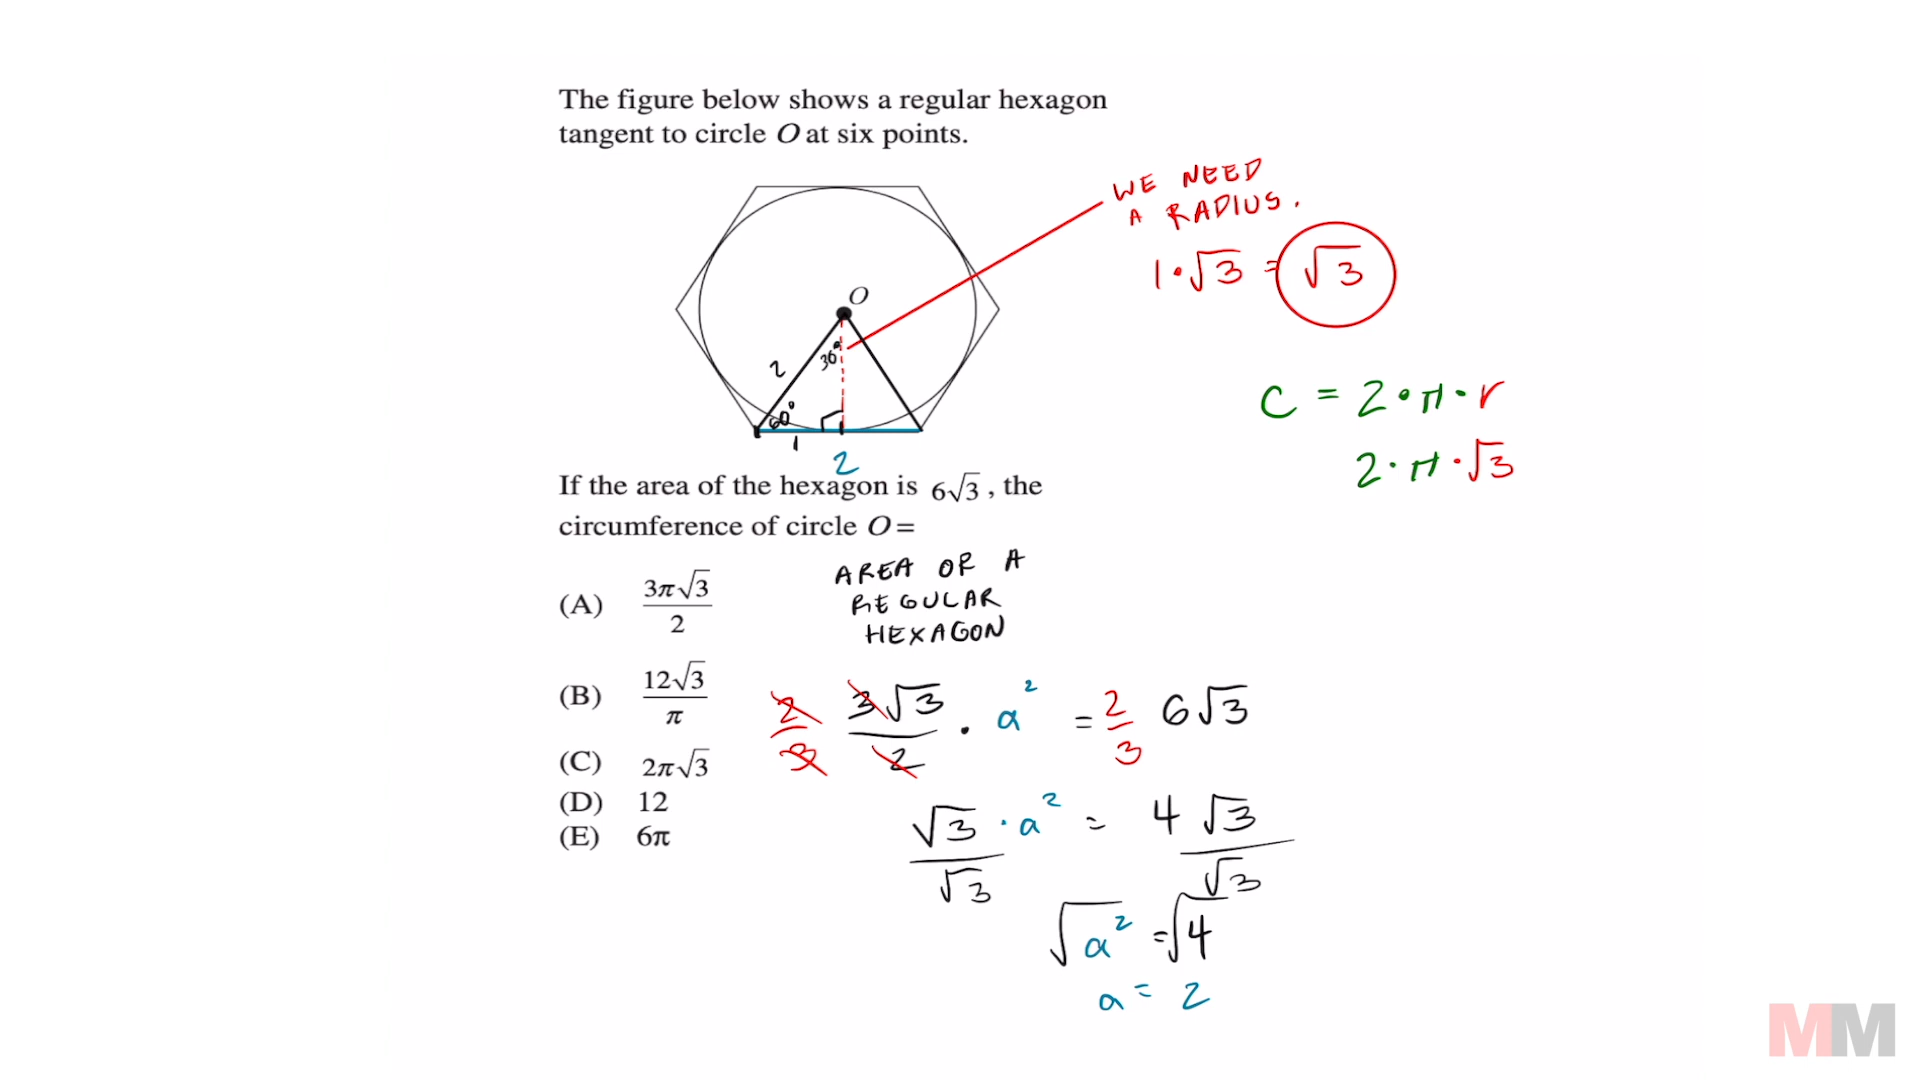 The figure below shows a regular hexagon
tangent to circle O at six points.
WE NEED
A RADIUS.
1·√3 = √3
O
30°
2
60°
1
2
C = 2·π·r
2·π·√3
If the area of the hexagon is 6√3, the
circumference of circle O =
AREA OF A
REGULAR
HEXAGON
(A) 3π√3/2
(B) 12√3/π
(C) 2π√3
(D) 12
(E) 6π
2/3 3√3/2 · a² = 2/3 6√3
√3/√3 · a² = 4√3/√3
√a² = √4
a = 2
MM